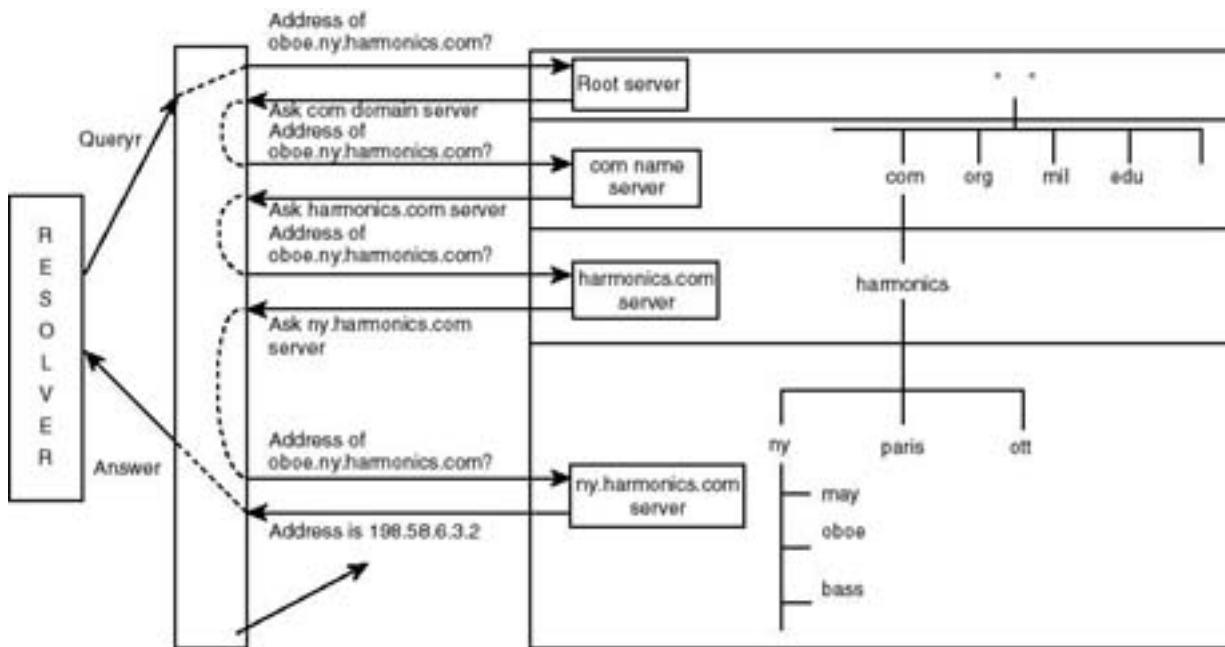 Address of
oboe.ny.harmonics.com?
Root server
" "
Ask com domain server
Address of
oboe.ny.harmonics.com?
Queryr
com name
server
com org mil edu
RESOLVER
Ask harmonics.com server
Address of
oboe.ny.harmonics.com?
harmonics.com
server
harmonics
Ask ny.harmonics.com
server
Address of
oboe.ny.harmonics.com?
ny paris ott
Answer
ny.harmonics.com
server
may
oboe
bass
Address is 198.58.6.3.2